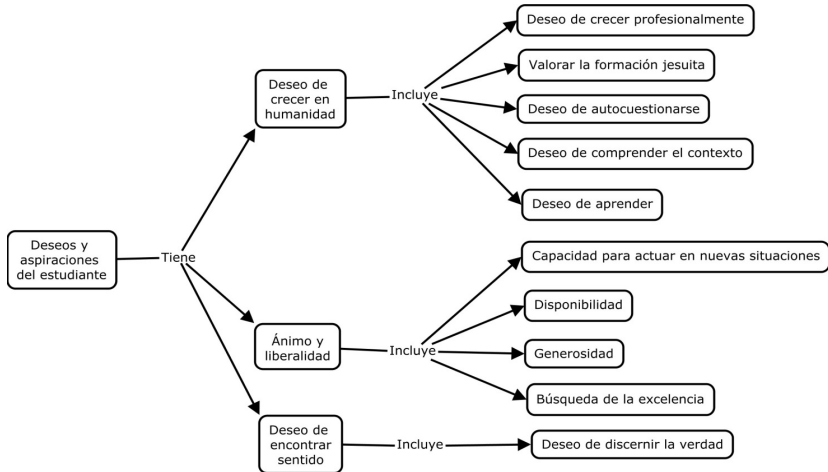 Deseos y
aspiraciones
del estudiante
Tiene
Deseo de
crecer en
humanidad
Incluye
Deseo de crecer profesionalmente
Valorar la formación jesuita
Deseo de autocuestionarse
Deseo de comprender el contexto
Deseo de aprender
Ánimo y
liberalidad
Incluye
Capacidad para actuar en nuevas situaciones
Disponibilidad
Generosidad
Búsqueda de la excelencia
Deseo de
encontrar
sentido
Incluye
Deseo de discernir la verdad